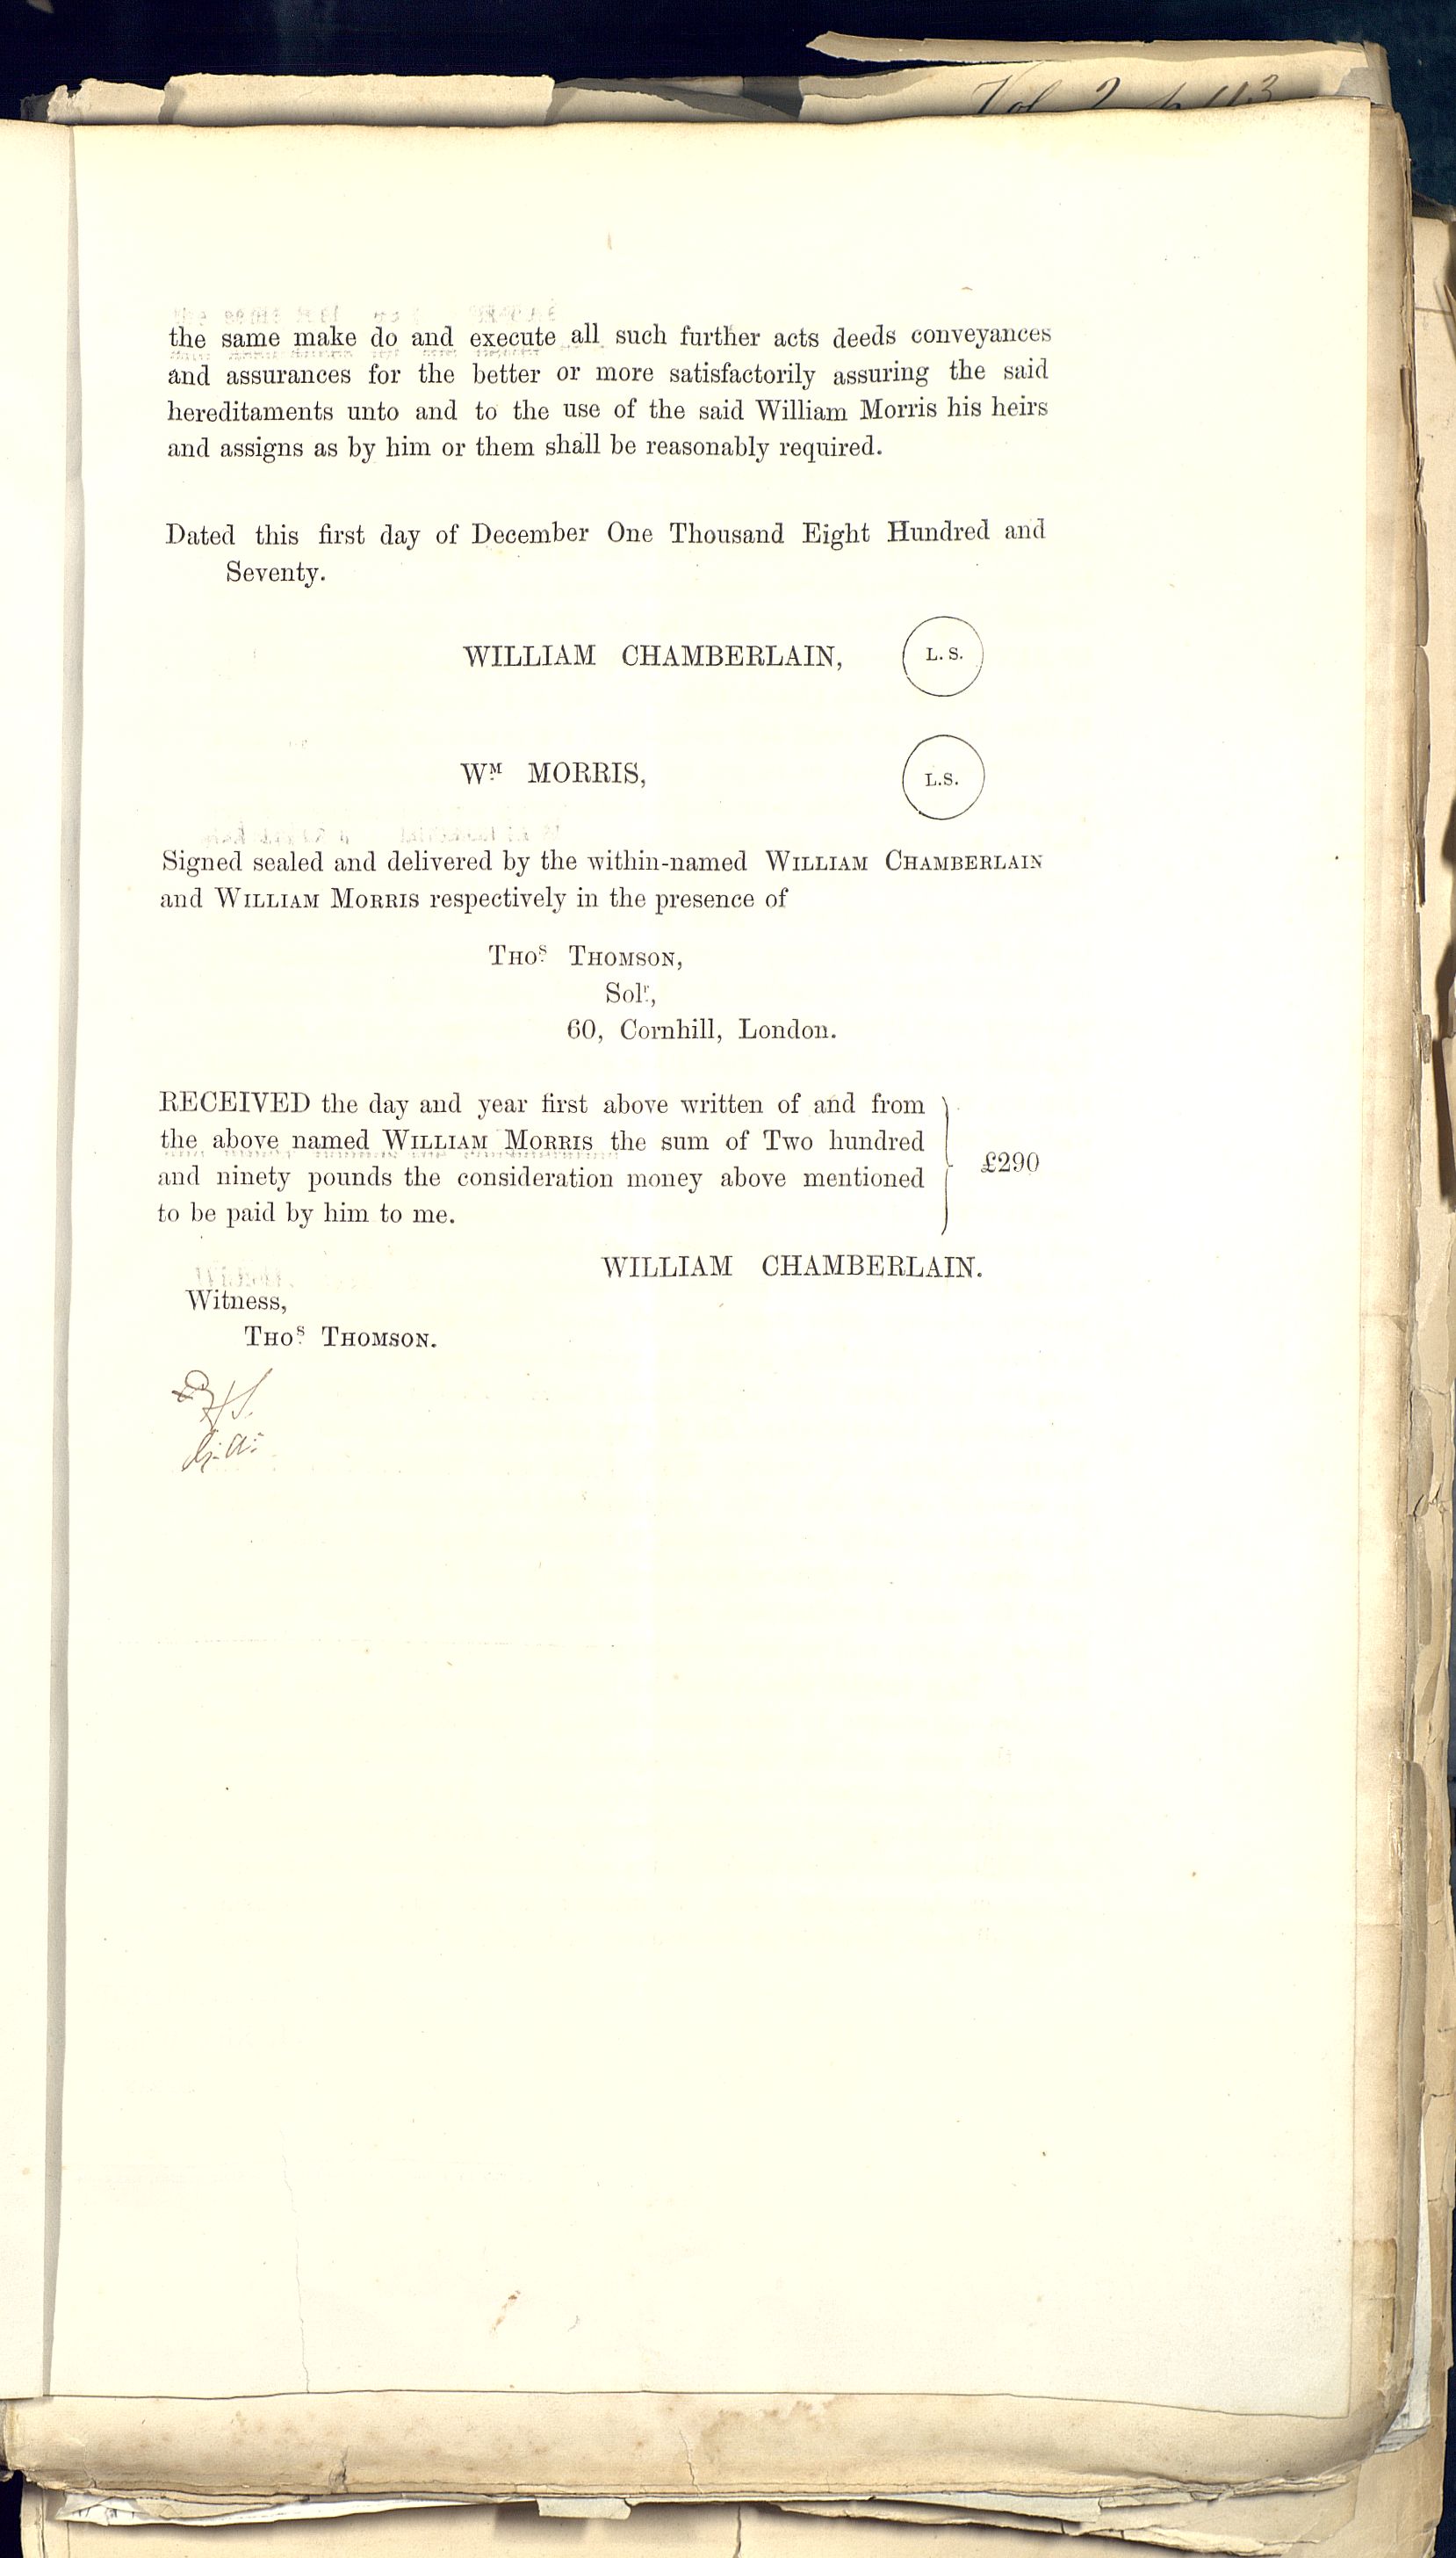 Vol 2 p 113
the same make do and execute all such further acts deeds conveyances
and assurances for the better or more satisfactorily assuring the said
hereditaments unto and to the use of the said William Morris his heirs
and assigns as by him or them shall be reasonably required.
Dated this first day of December One Thousand Eight Hundred and
Seventy.
WILLIAM CHAMBERLAIN, L. S.
Wᴹ MORRIS, L.S.
Signed sealed and delivered by the within-named William Chamberlain
and William Morris respectively in the presence of
Thoˢ Thomson,
Solʳ,
60, Cornhill, London.
RECEIVED the day and year first above written of and from
the above named William Morris the sum of Two hundred
and ninety pounds the consideration money above mentioned £290
to be paid by him to me.
WILLIAM CHAMBERLAIN.
Witness,
Thoˢ Thomson.